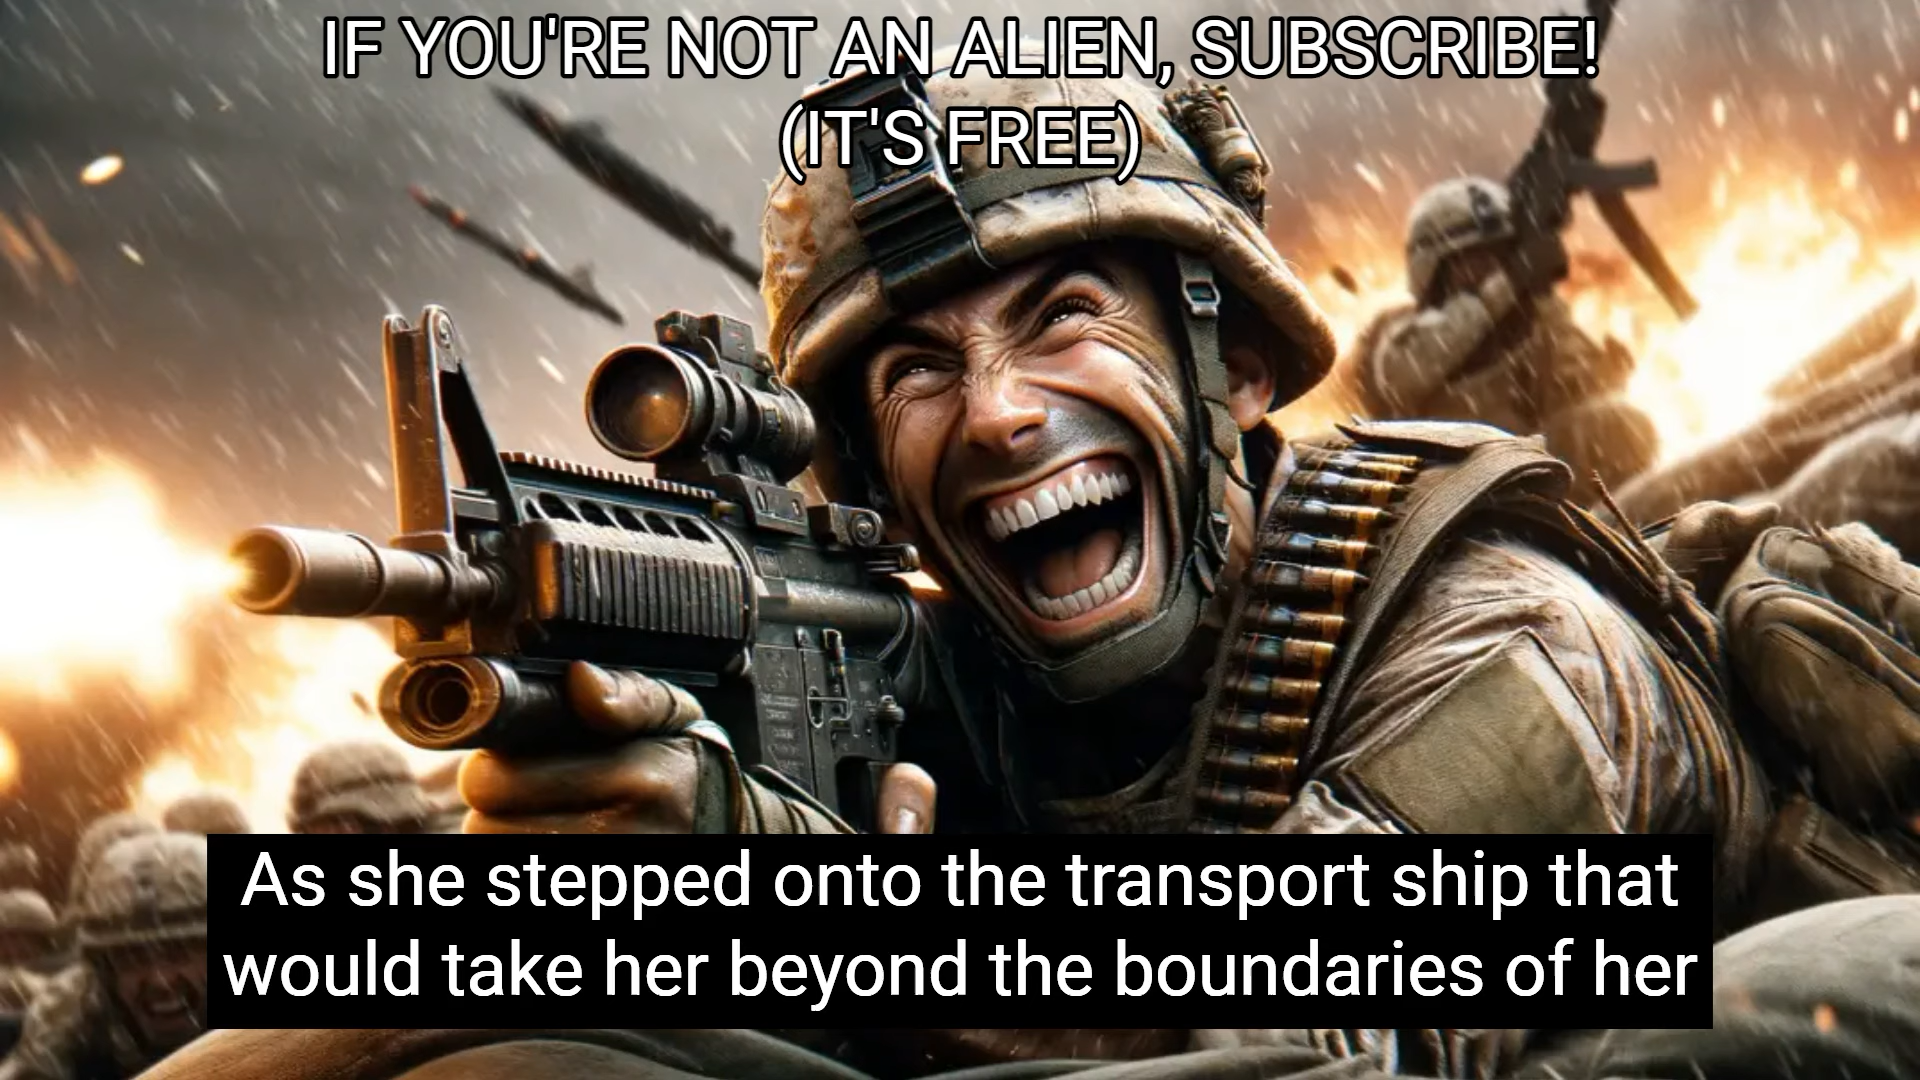 IF YOU'RE NOT AN ALIEN, SUBSCRIBE!
(IT'S FREE)
As she stepped onto the transport ship that
would take her beyond the boundaries of her